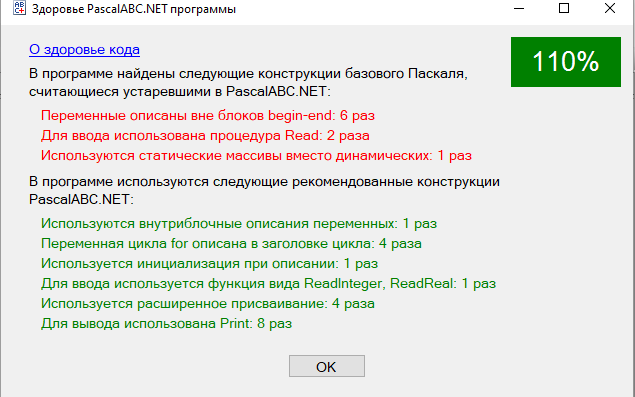 Здоровье PascalABC.NET программы
О здоровье кода
110%
В программе найдены следующие конструкции базового Паскаля,
считающиеся устаревшими в PascalABC.NET:
Переменные описаны вне блоков begin-end: 6 раз
Для ввода использована процедура Read: 2 раза
Используются статические массивы вместо динамических: 1 раз
В программе используются следующие рекомендованные конструкции
PascalABC.NET:
Используются внутриблочные описания переменных: 1 раз
Переменная цикла for описана в заголовке цикла: 4 раза
Используется инициализация при описании: 1 раз
Для ввода используется функция вида ReadInteger, ReadReal: 1 раз
Используется расширенное присваивание: 4 раза
Для вывода использована Print: 8 раз
OK